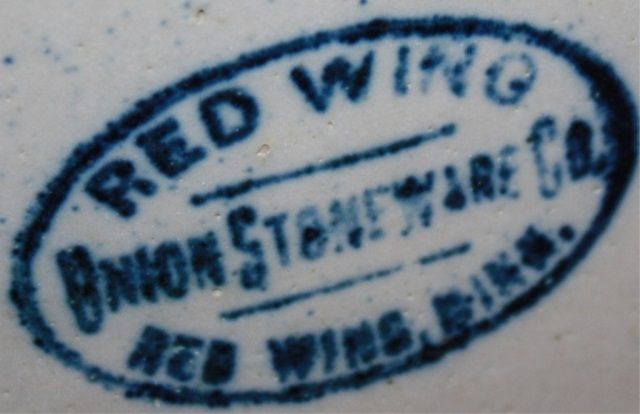 RED WING
UNION STONEWARE CO.
RED WING, MINN.